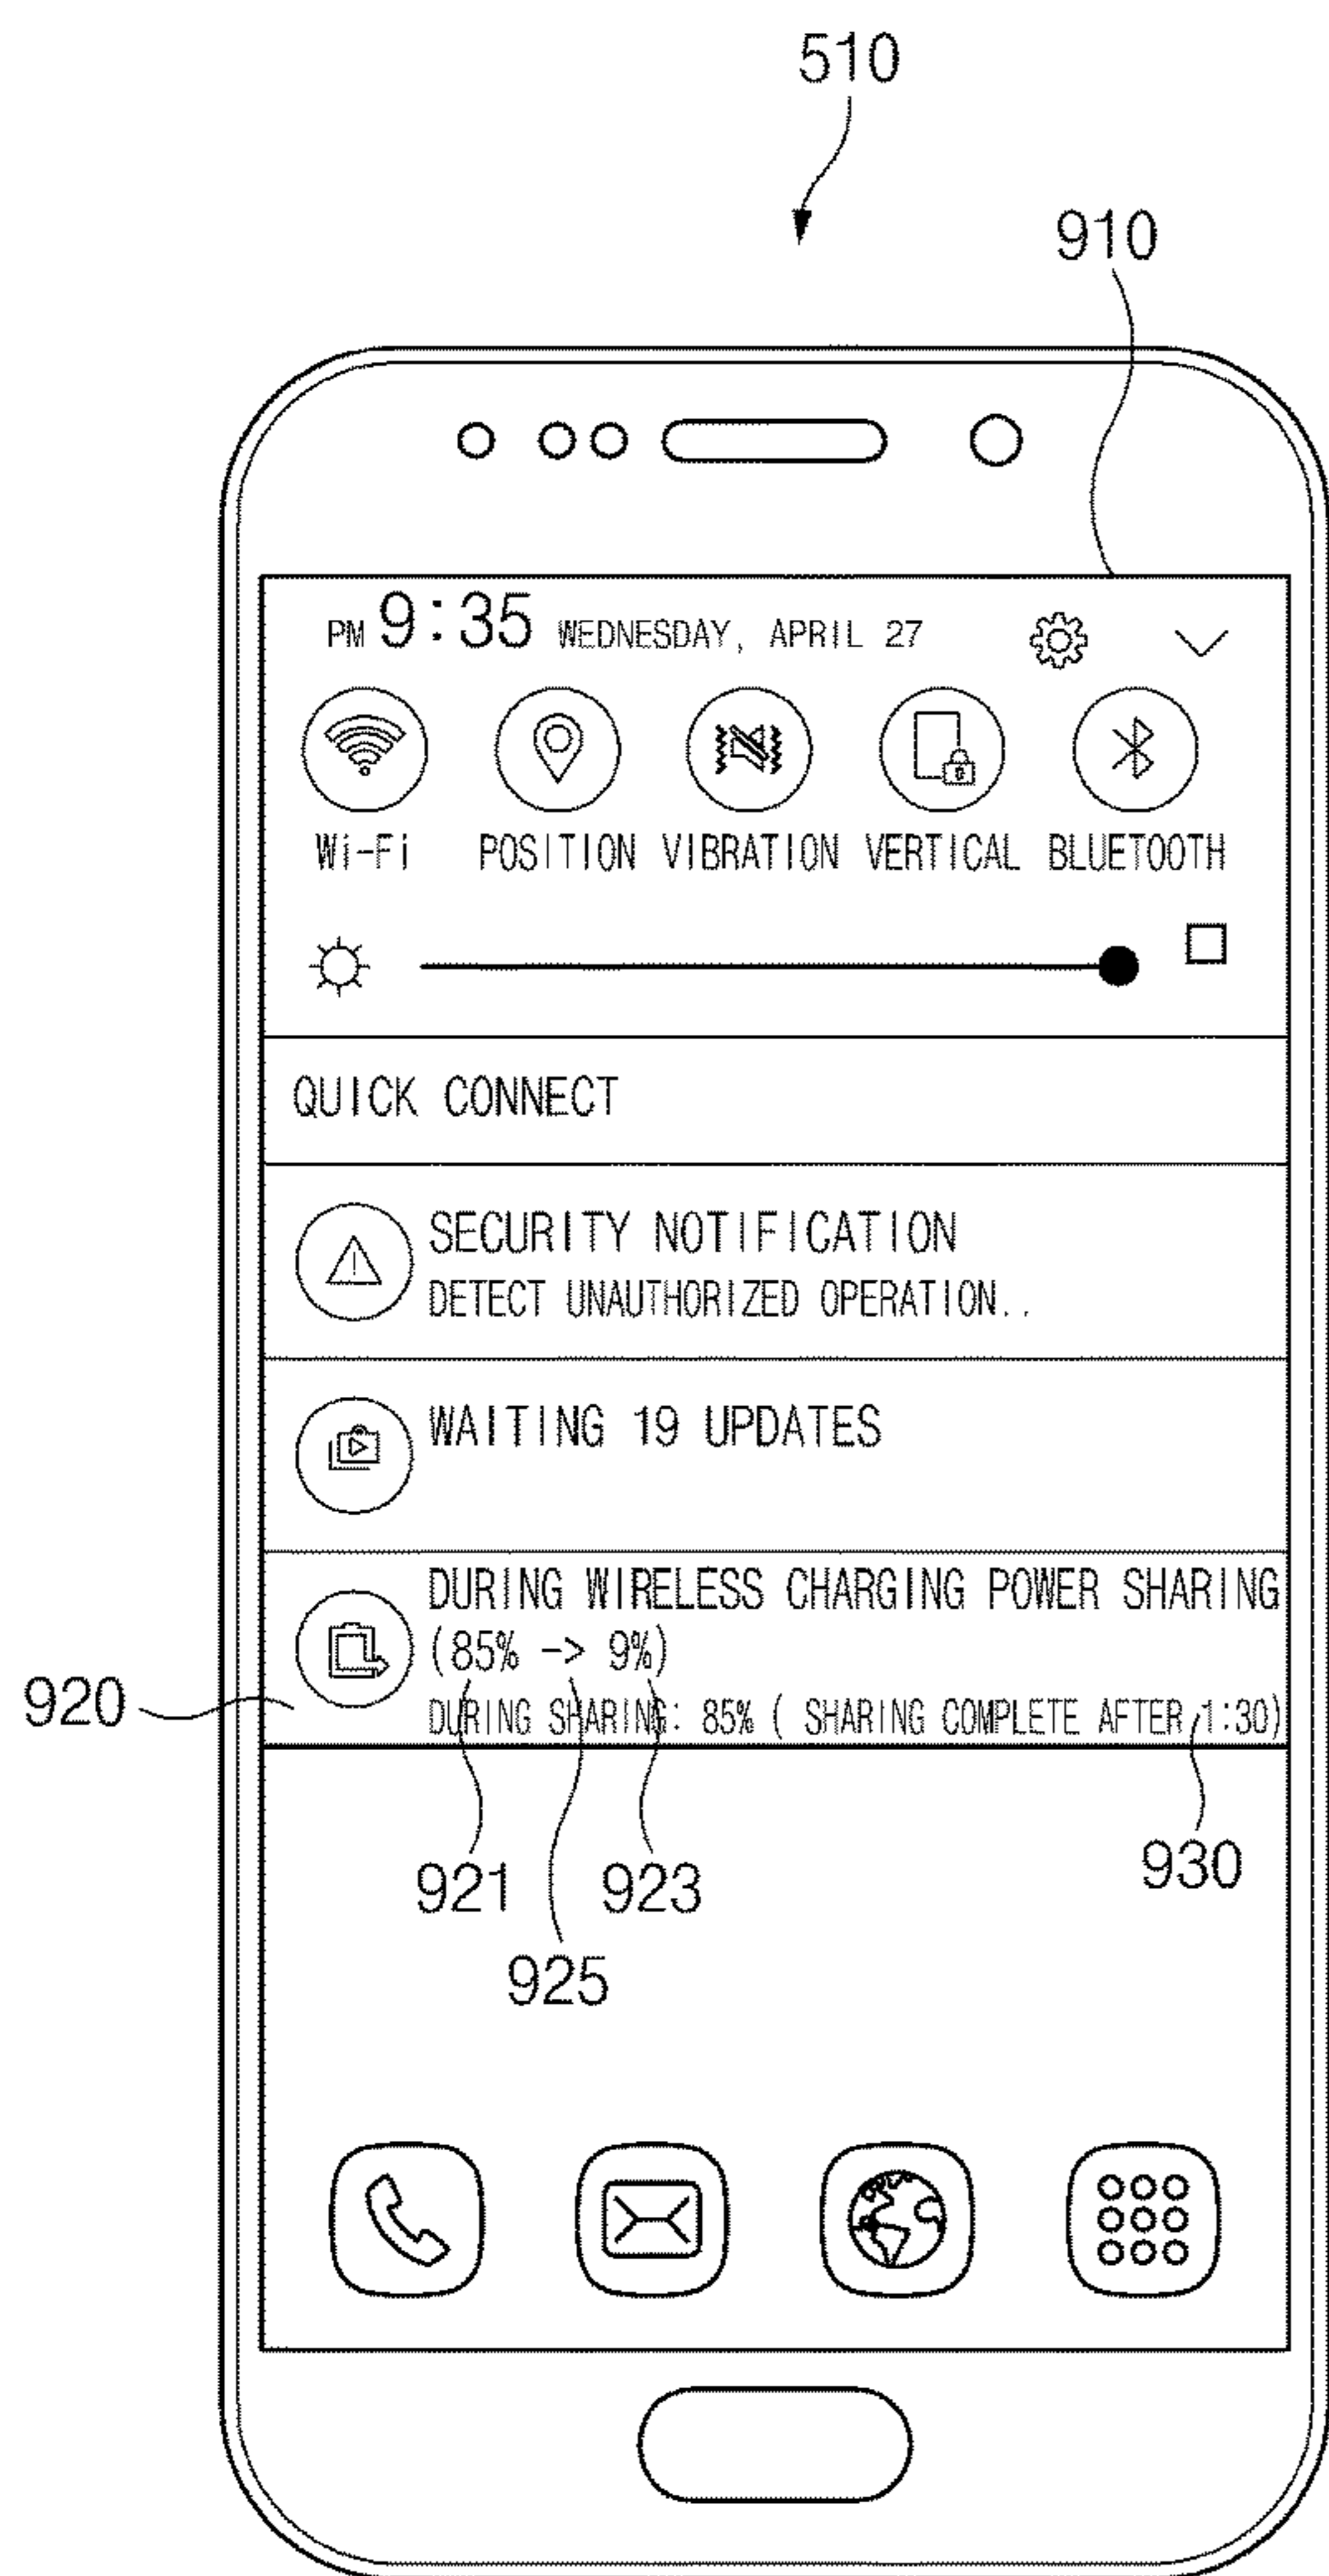 510
910
PM 9:35 WEDNESDAY, APRIL 27
Wi-Fi POSITION VIBRATION VERTICAL BLUETOOTH
QUICK CONNECT
SECURITY NOTIFICATION
DETECT UNAUTHORIZED OPERATION..
WAITING 19 UPDATES
DURING WIRELESS CHARGING POWER SHARING
(85% -> 9%)
920
DURING SHARING: 85% ( SHARING COMPLETE AFTER 1:30)
921 923 930
925